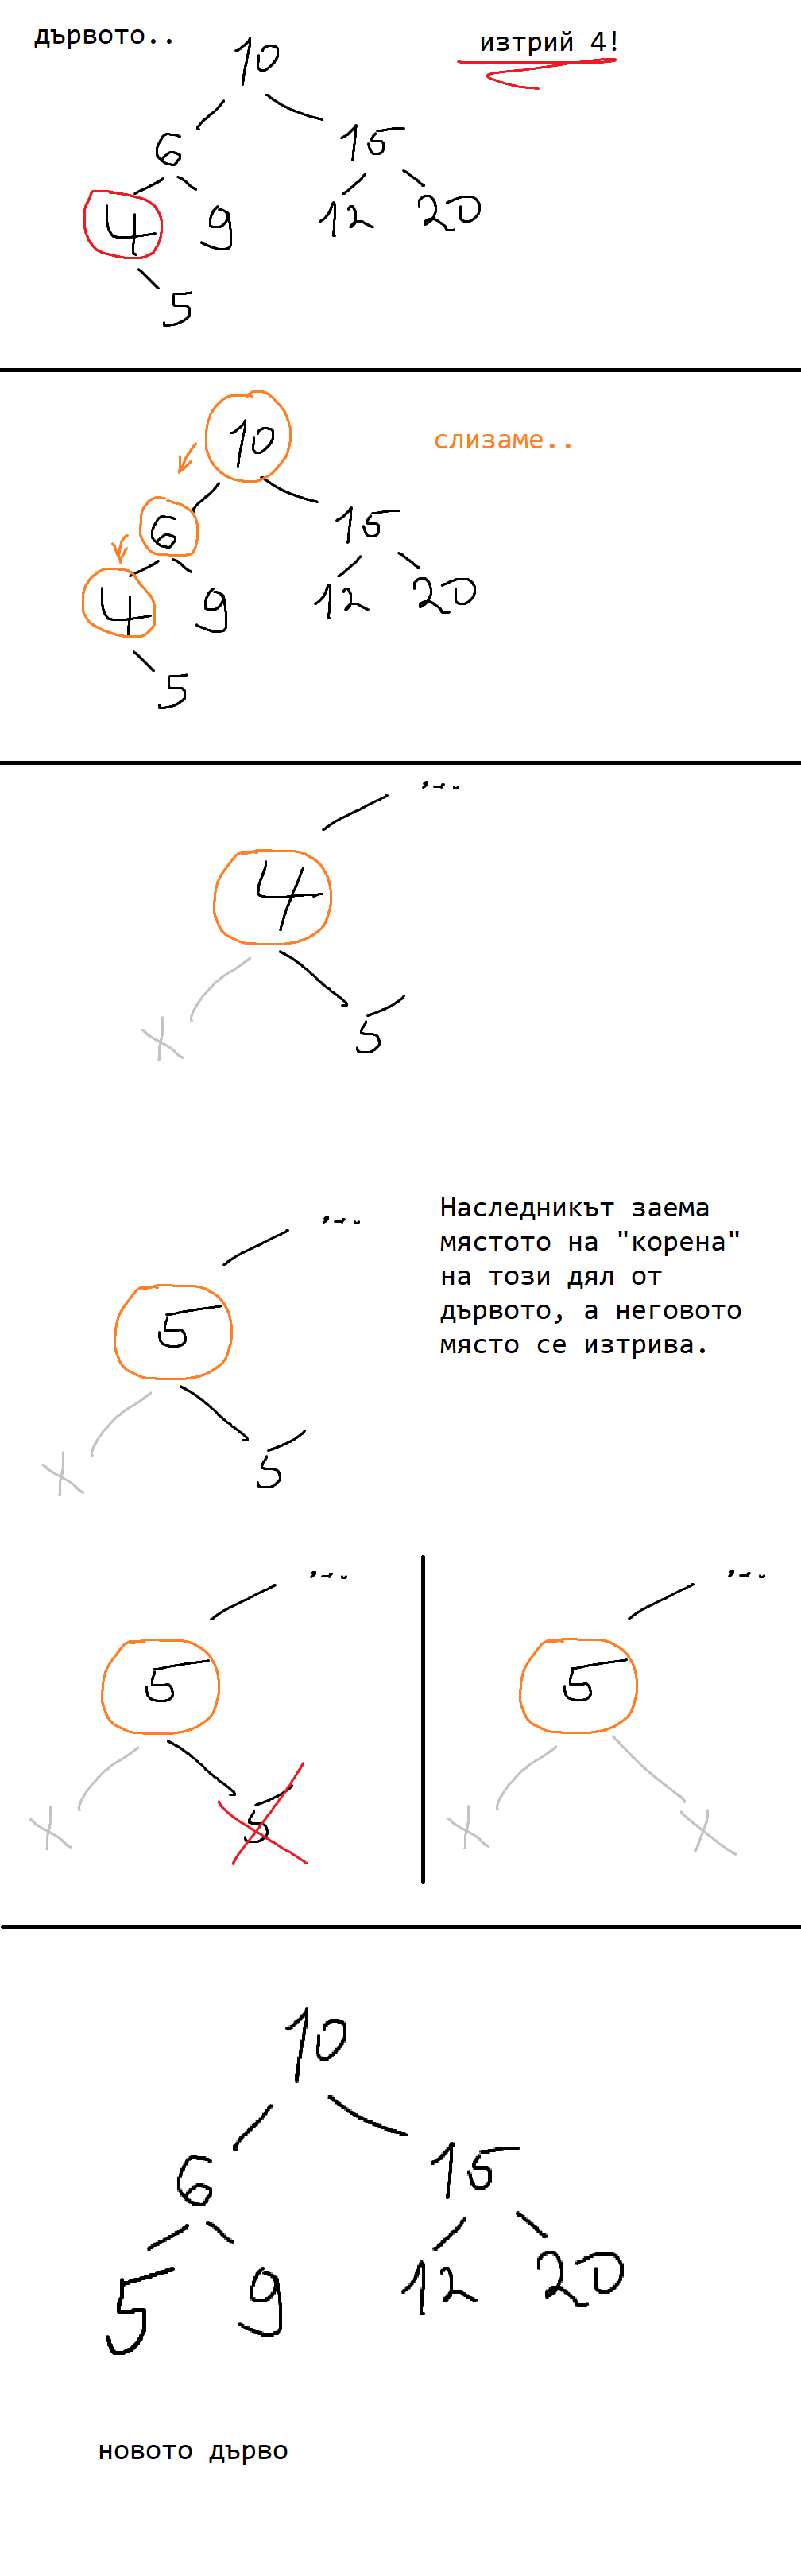 дървото..
изтрий 4!
10
6 15
4 9 12 20
5
слизаме..
10
6 15
4 9 12 20
5
...
4
x 5
...
5
x 5
Наследникът заема
мястото на "корена"
на този дял от
дървото, а неговото
място се изтрива.
...
5
x 5
...
5
x x
10
6 15
5 9 12 20
новото дърво